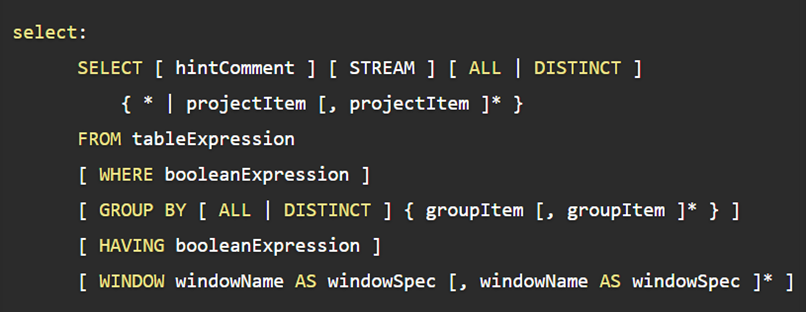 select:
SELECT [ hintComment ] [ STREAM ] [ ALL | DISTINCT ]
{ * | projectItem [, projectItem ]* }
FROM tableExpression
[ WHERE booleanExpression ]
[ GROUP BY [ ALL | DISTINCT ] { groupItem [, groupItem ]* } ]
[ HAVING booleanExpression ]
[ WINDOW windowName AS windowSpec [, windowName AS windowSpec ]* ]